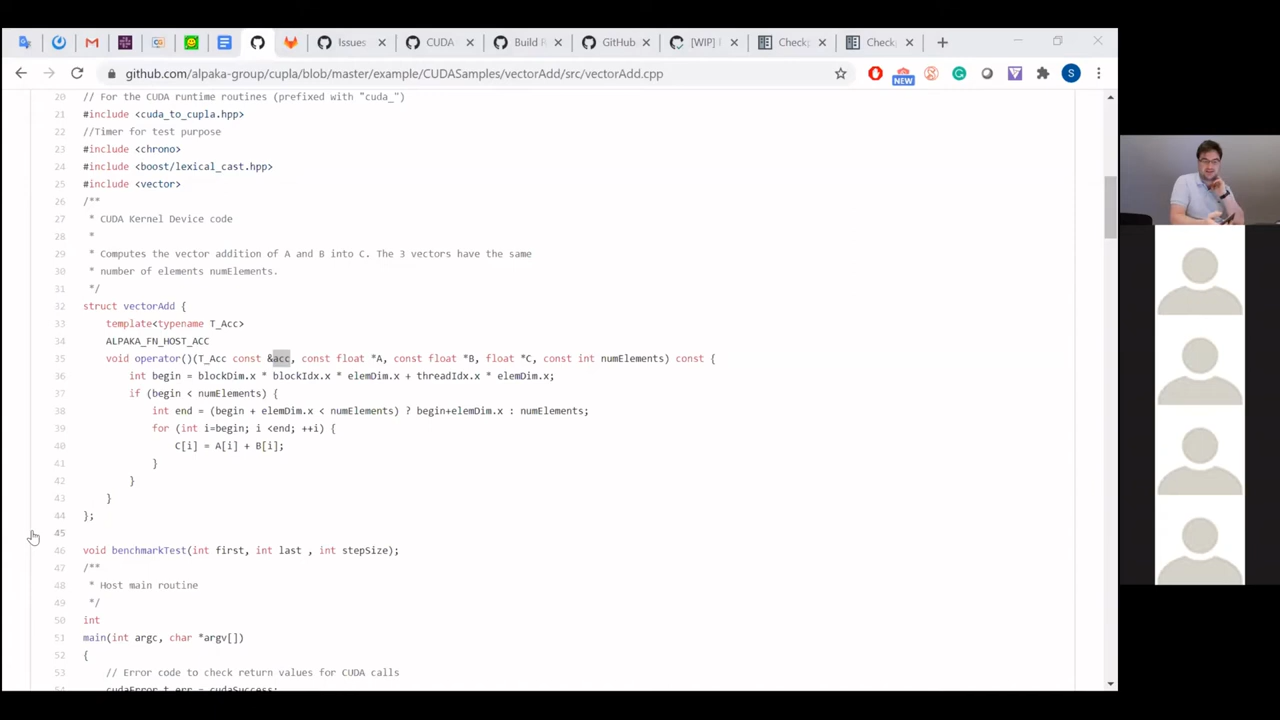 Issues
CUDA
Build R
GitHub
[WIP]
Check
Check
github.com/alpaka-group/cupla/blob/master/example/CUDASamples/vectorAdd/src/vectorAdd.cpp
NEW
S
20 // For the CUDA runtime routines (prefixed with "cuda_")
21 #include <cuda_to_cupla.hpp>
22 //Timer for test purpose
23 #include <chrono>
24 #include <boost/lexical_cast.hpp>
25 #include <vector>
26 /**
27 * CUDA Kernel Device code
28 *
29 * Computes the vector addition of A and B into C. The 3 vectors have the same
30 * number of elements numElements.
31 */
32 struct vectorAdd {
33 template<typename T_Acc>
34 ALPAKA_FN_HOST_ACC
35 void operator()(T_Acc const &acc, const float *A, const float *B, float *C, const int numElements) const {
36 int begin = blockDim.x * blockIdx.x * elemDim.x + threadIdx.x * elemDim.x;
37 if (begin < numElements) {
38 int end = (begin + elemDim.x < numElements) ? begin+elemDim.x : numElements;
39 for (int i=begin; i <end; ++i) {
40 C[i] = A[i] + B[i];
41 }
42 }
43 }
44 };
45
46 void benchmarkTest(int first, int last , int stepSize);
47 /**
48 * Host main routine
49 */
50 int
51 main(int argc, char *argv[])
52 {
53 // Error code to check return values for CUDA calls
54 cudaError_t err = cudaSuccess;